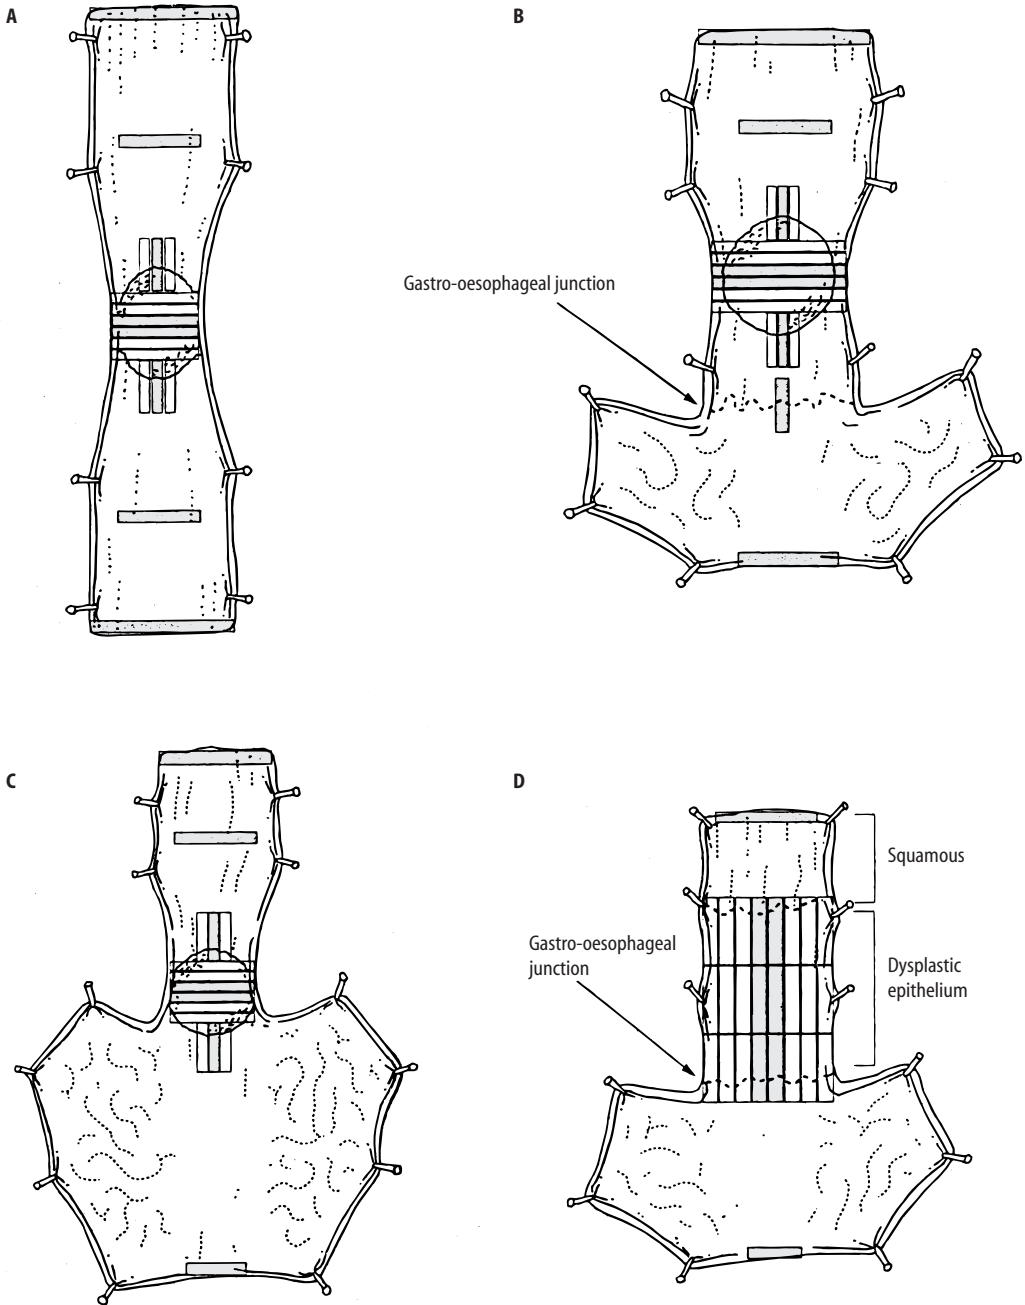 A
B
Gastro-oesophageal junction
C
D
Squamous
Gastro-oesophageal
junction
Dysplastic
epithelium